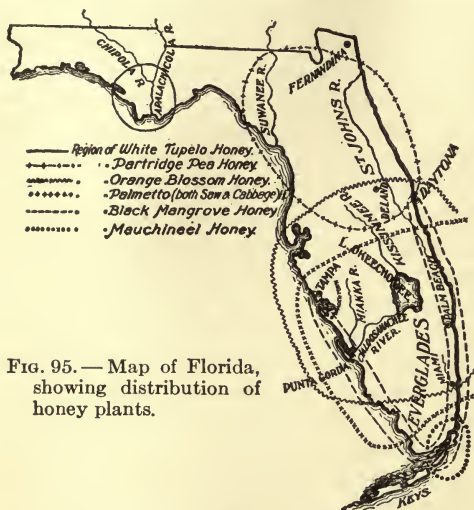 CHIPOLA R.
APALACHICOLA R.
SUWANEE R.
FERNANDINA
ST JOHNS R.
Region of White Tupelo Honey.
" " Partridge Pea Honey.
" " Orange Blossom Honey.
" " Palmetto (both Saw & Cabbage) H.
" " Black Mangrove Honey
" " Mauchineel Honey.
DAYTONA
DELAND
KISSIMMEE R.
TAMPA
OKEECHOBEE
MIAKKA R.
CALOOSAHATCHEE RIVER.
PALM BEACH
PUNTA GORDA
EVERGLADES
MIAMI
KEYS.
FIG. 95. — Map of Florida,
showing distribution of
honey plants.